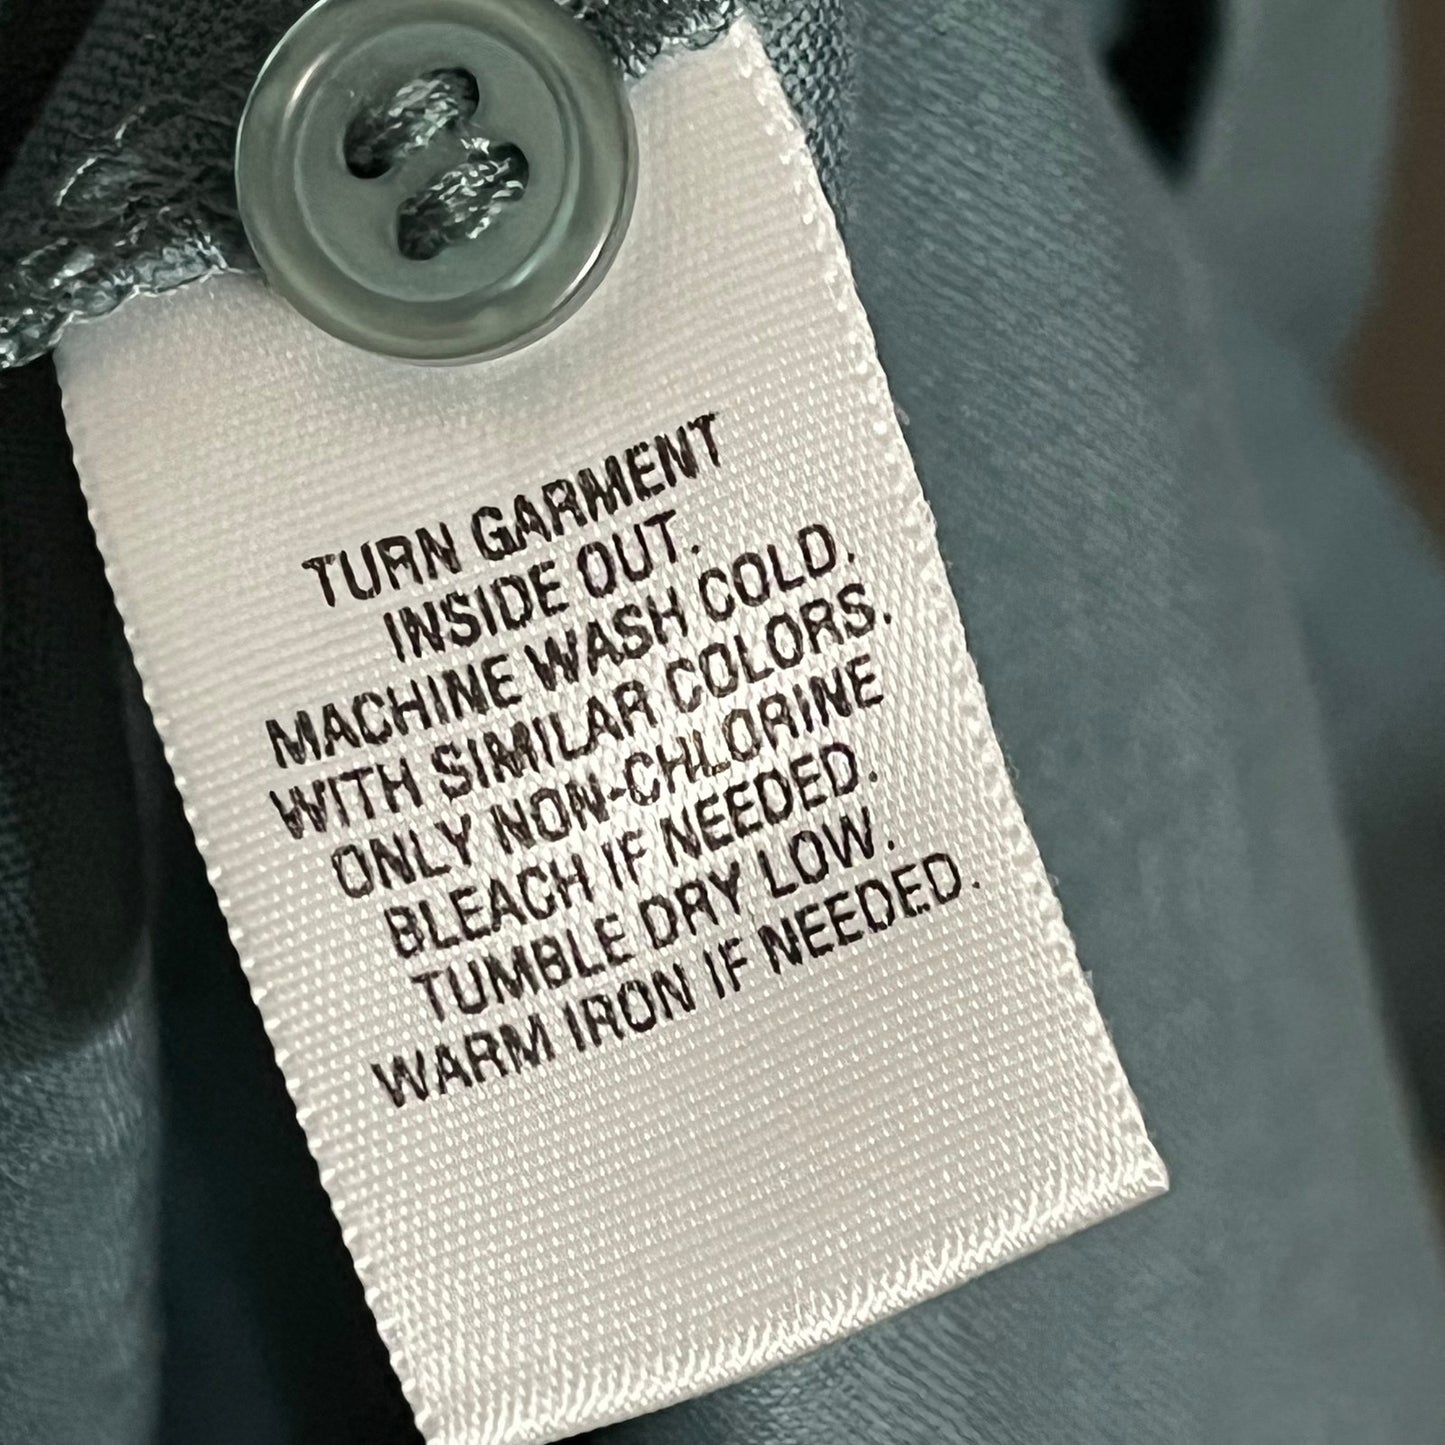 TURN GARMENT
INSIDE OUT.
MACHINE WASH COLD.
WITH SIMILAR COLORS.
ONLY NON-CHLORINE
BLEACH IF NEEDED.
TUMBLE DRY LOW.
WARM IRON IF NEEDED.